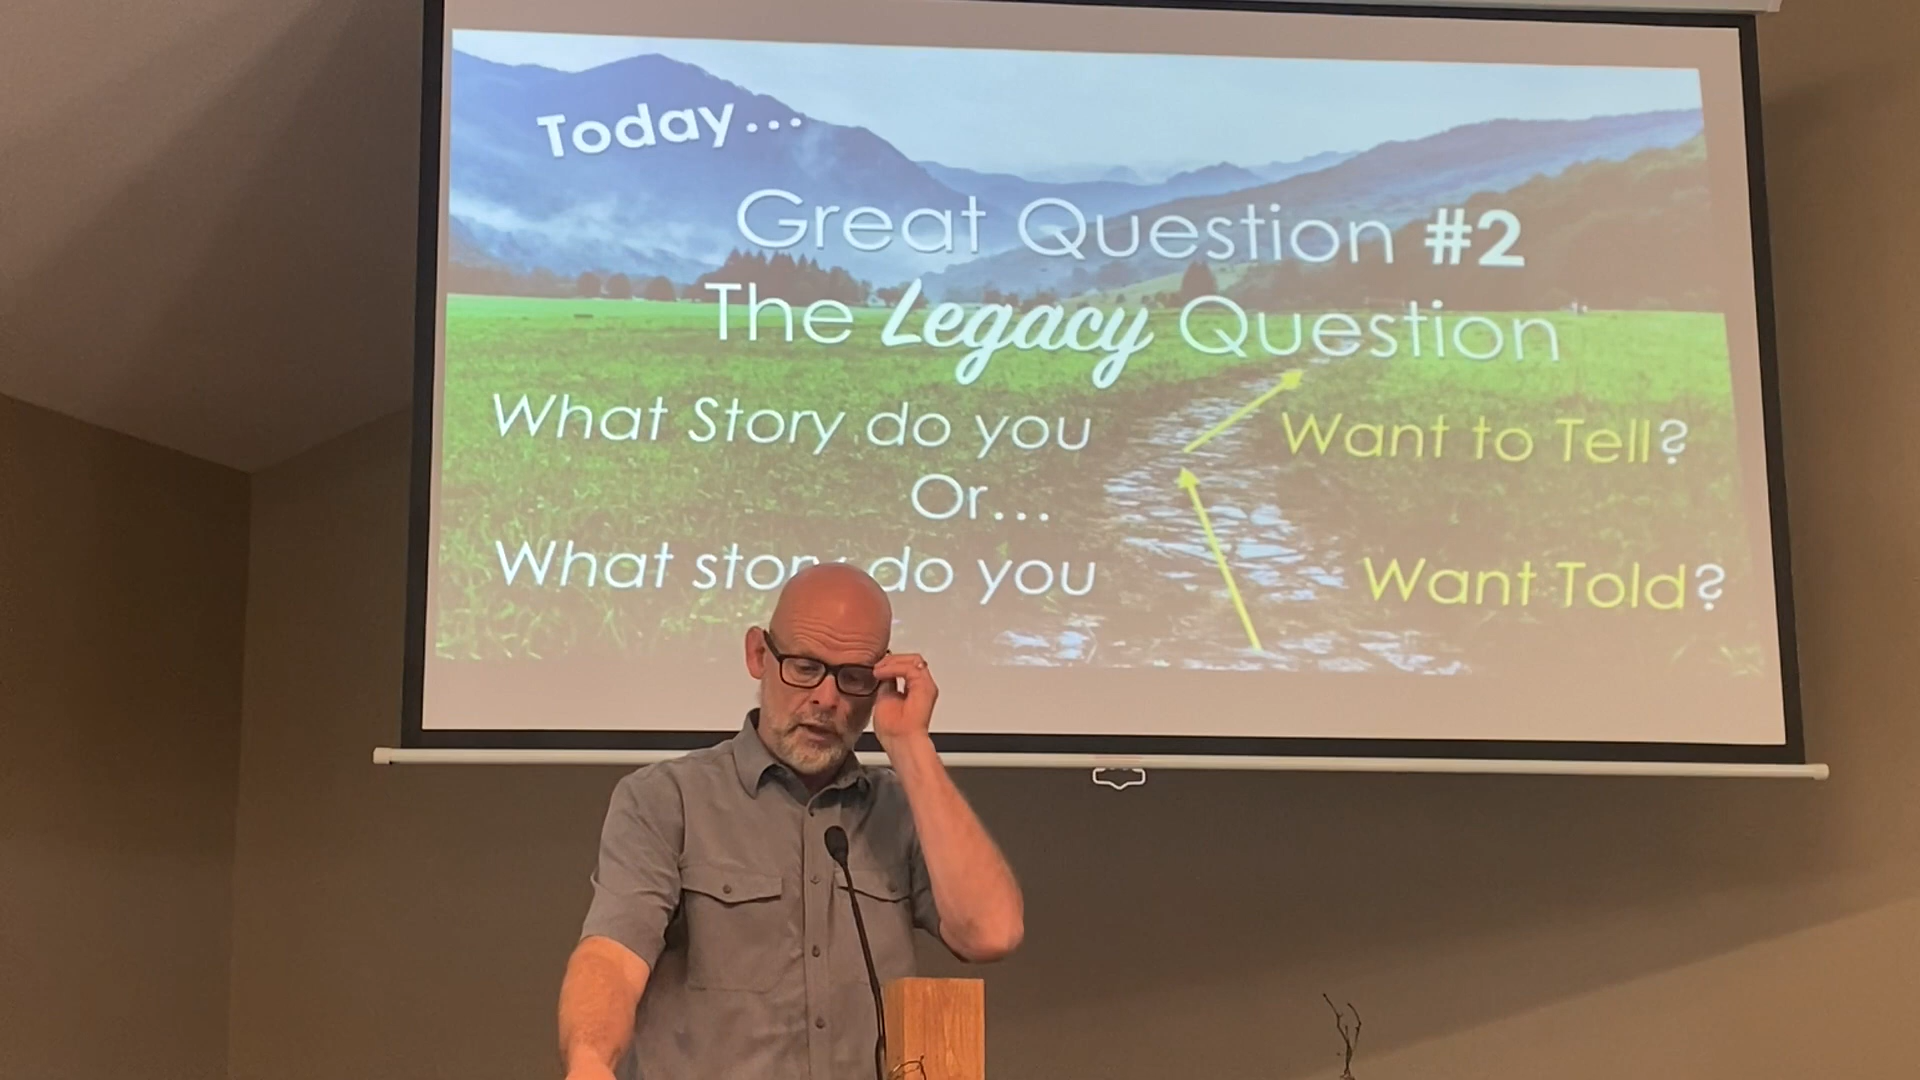 Today...
Great Question #2
The Legacy Question
What Story do you Want to Tell?
Or...
What story do you Want Told?